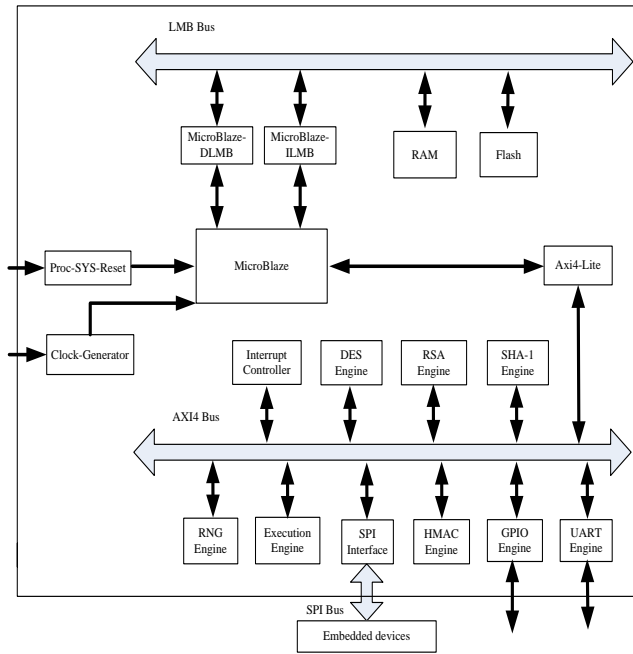 LMB Bus
MicroBlaze-
DLMB
MicroBlaze-
ILMB
RAM
Flash
Proc-SYS-Reset
MicroBlaze
Axi4-Lite
Clock-Generator
Interrupt
Controller
DES
Engine
RSA
Engine
SHA-1
Engine
AXI4 Bus
RNG
Engine
Execution
Engine
SPI
Interface
HMAC
Engine
GPIO
Engine
UART
Engine
SPI Bus
Embedded devices